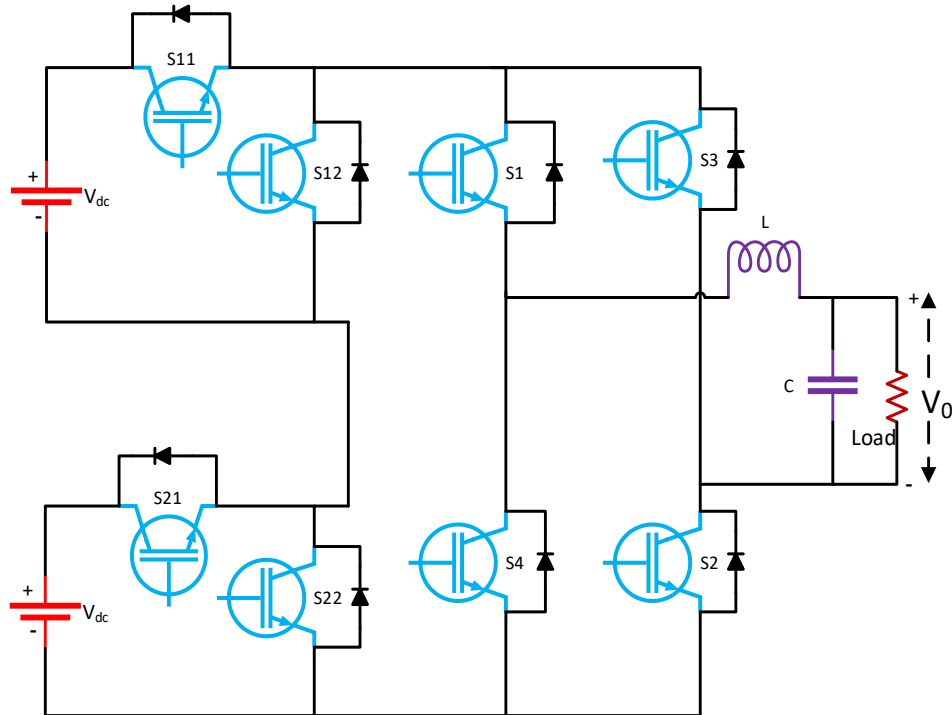 S11
S12
S1
S3
+
-
Vdc
L
+
C
V0
Load
-
S21
S22
S4
S2
+
-
Vdc